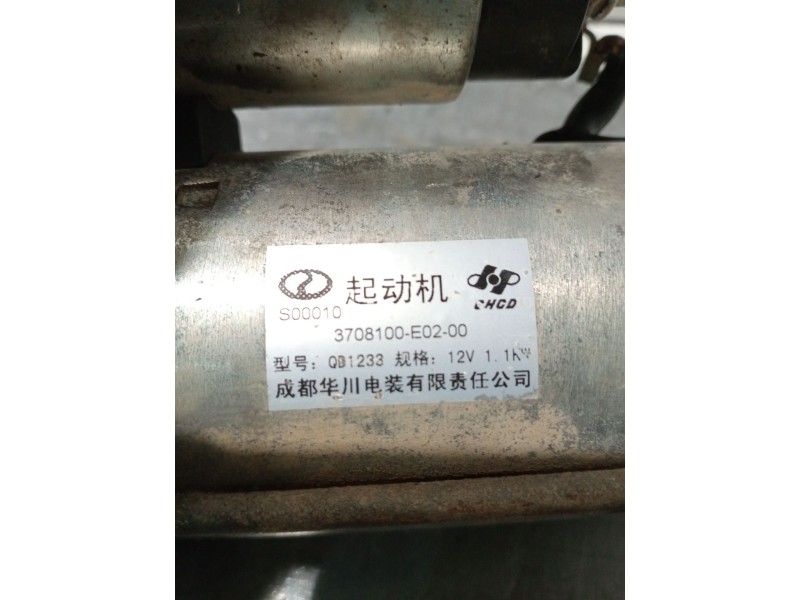 起动机
CHCD
S00010
3708100-E02-00
型号: QD1233 规格: 12V 1.1KW
成都华川电装有限责任公司